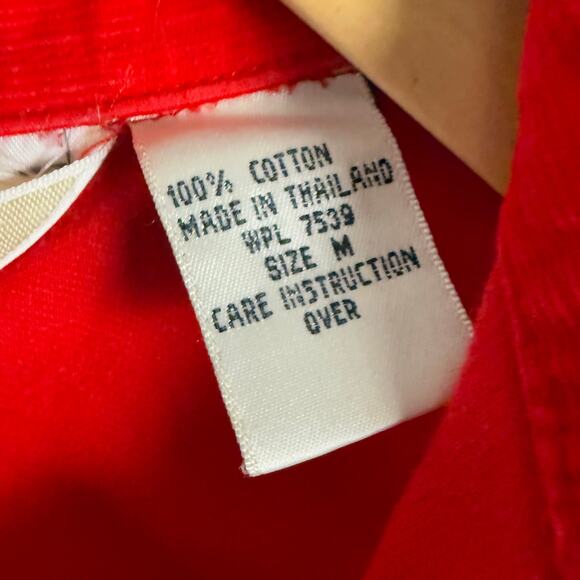 100% COTTON
MADE IN THAILAND
WPL 7539
SIZE M
CARE INSTRUCTION
OVER